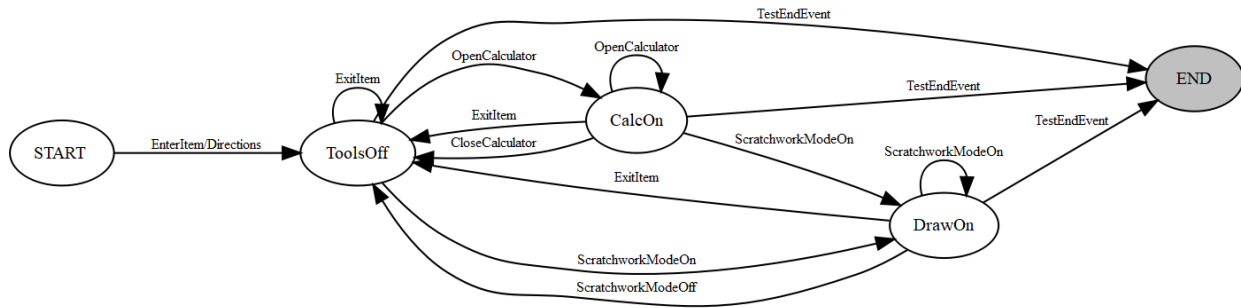 TestEndEvent
OpenCalculator
OpenCalculator
ExitItem
END
TestEndEvent
ExitItem
CalcOn
TestEndEvent
START
EnterItem/Directions
ToolsOff
CloseCalculator
ScratchworkModeOn
ScratchworkModeOn
ExitItem
DrawOn
ScratchworkModeOn
ScratchworkModeOff